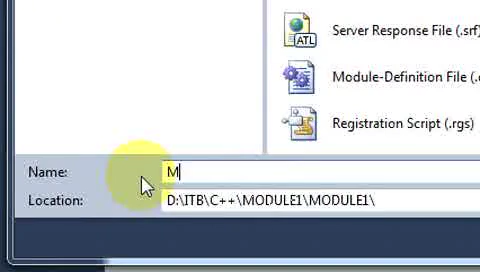 ATL
Server Response File (.srf
Module-Definition File (.
Registration Script (.rgs)
Name: M
Location: D:\ITB\C++\MODULE1\MODULE1\